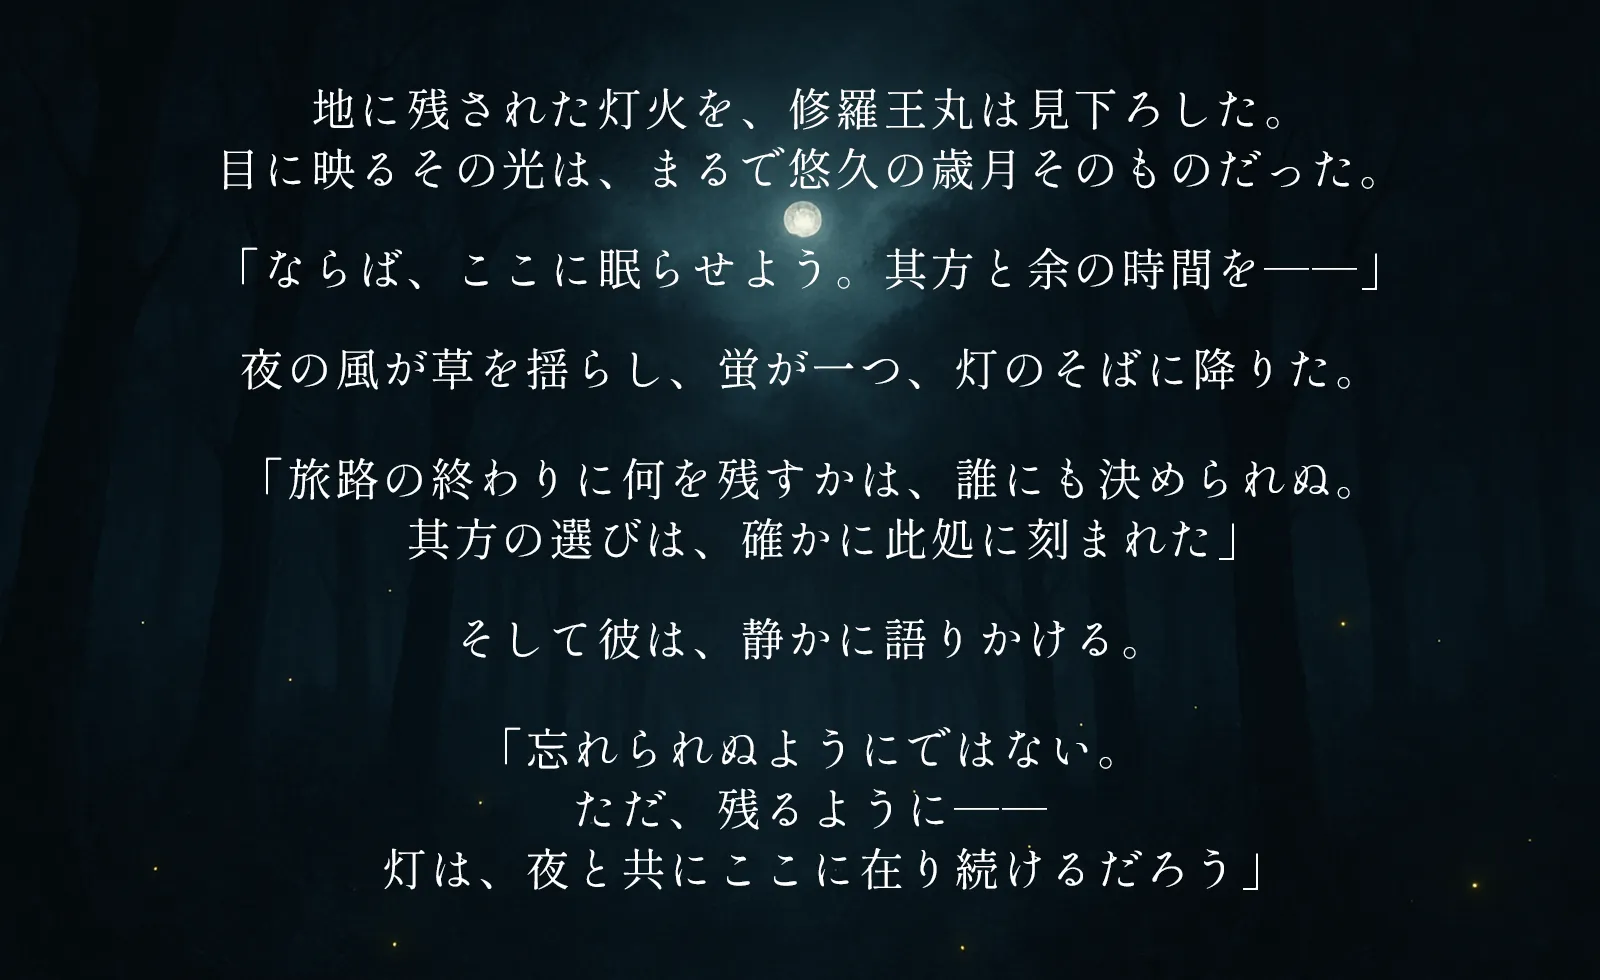 地に残された灯火を、修羅王丸は見下ろした。
目に映るその光は、まるで悠久の歳月そのものだった。
「ならば、ここに眠らせよう。其方と余の時間を――」
夜の風が草を揺らし、蛍が一つ、灯のそばに降りた。
「旅路の終わりに何を残すかは、誰にも決められぬ。
其方の選びは、確かに此処に刻まれた」
そして彼は、静かに語りかける。
「忘れられぬようにではない。
ただ、残るように――
灯は、夜と共にここに在り続けるだろう」